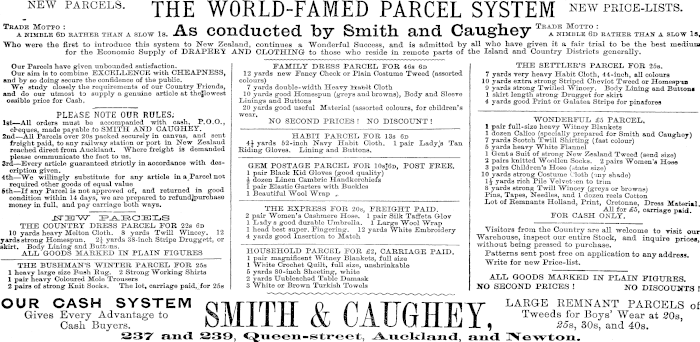 NEW PARCELS. THE WORLD-FAMED PARCEL SYSTEM NEW PRICE-LISTS.
TRADE MOTTO: A NIMBLE 6D RATHER THAN A SLOW 1S. As conducted by Smith and Caughey TRADE MOTTO: A NIMBLE 6D RATHER THAN A SLOW 1S.
Who were the first to introduce this system to New Zealand, continues a Wonderful Success, and is admitted by all who have given it a fair trial to be the best medium
for the Economic Supply of DRAPERY AND CLOTHING to those who reside in remote parts of the Island and Country Districts generally.
Our Parcels have given unbounded satisfaction.
Our aim is to combine EXCELLENCE with CHEAPNESS,
and by so doing secure the confidence of the public.
We study closely the requirements of our Country Friends,
and do our utmost to supply a genuine article at the lowest
possible price for Cash.
PLEASE NOTE OUR RULES.
1st—All orders must be accompanied with cash, P.O.O.,
cheques, made payable to SMITH AND CAUGHEY.
2nd—All Parcels over 20s packed securely in canvas, and sent
freight paid, to any railway station or port in New Zealand
reached direct from Auckland. Where freight is demanded
please communicate the fact to us.
3rd—Every article guaranteed strictly in accordance with des-
cription given.
4th—We willingly substitute for any article in a Parcel not
required other goods of equal value
5th—If any Parcel is not approved of, and returned in good
condition within 14 days, we are prepared to refund purchase
money in full, and pay carriage both ways.
NEW PARCELS
THE COUNTRY DRESS PARCEL FOR 22s 6D
10 yards heavy Molton Cloth. 8 yards Twill Winsey. 12
yards strong Homespun. 2½ yards 38-inch Stripe Druggett, or
skirt, Body Lining and Buttons.
ALL GOODS MARKED IN PLAIN FIGURES
THE BUSHMAN'S WINTER PARCEL FOR 25s
1 heavy large size Bush Rug. 2 Strong Working Shirts
1 pair heavy Coloured Mole Trousers
2 pairs of strong Knit Socks. The lot, carriage paid, for 25s
FAMILY DRESS PARCEL FOR 46s 6D
12 yards new Fancy Check or Plain Costume Tweed (assorted
colours)
7 yards double-width Heavy Cloth
10 yards good Homespun (greys and browns), Body and Sleeve
Linings and Buttons
20 yards good useful Material (assorted colours, for children's
wear.
NO SECOND PRICES! NO DISCOUNT!
HABIT PARCEL FOR 13s 6D
4½ yards 52-inch Navy Habit Cloth. 1 pair Lady's Tan
Riding Gloves. Lining and Buttons.
GEM POSTAGE PARCEL FOR 10s 6D, POST FREE.
1 pair Black Kid Gloves (good quality)
½ dozen Linen Cambric Handkerchiefs
1 pair Elastic Garters with Buckles
1 Beautiful Wool Wrap
THE EXPRESS FOR 20s, FREIGHT PAID.
2 pair Women's Cashmere Hose. 1 pair Silk Taffeta Glov
1 Lady's good durable Umbrella. 1 Large Wool Wrap
1 head best super. Fingering. 12 yards White Embroidery
4 yards good Insertion to Match
HOUSEHOLD PARCEL FOR £2, CARRIAGE PAID.
1 pair magnificent Witney Blankets, full size
1 White Crochet Quilt, full size, unshrinkable
5 yards 80-inch Sheeting, white
2 yards Unbleached Table Damask
3 White or Brown Turkish Towels
THE SETTLER'S PARCEL FOR 25s.
7 yards very heavy Habit Cloth, 44-inch, all colours
10 yards extra strong Striped Cheviot Tweed or Homespun
9 yards strong Twilled Wincey. Body Lining and Buttons
1 skirt length strong Drugget for skirt
4 yards good Print or Galatea Stripe for pinafores
WONDERFUL £5 PARCEL.
1 pair full-size heavy Witney Blankets
1 dozen Calico (specially prepared for Smith and Caughey)
7 yards Scotch Twill Shirting (fast colour)
5 yards heavy White Flannel
1 Gents Suit of strong New Zealand Tweed (send size)
2 pairs knitted Woollen Socks. 2 pairs Women's Hose
3 pairs Children's Hose (state size)
10 yards strong Costume Cloth (any shade)
1½ yards rich Pile Velveteen to trim
8 yards strong Twill Wincey (greys or browns)
Pins, Tapes, Needles, and 1 dozen reels Cotton
Lot of Remnants Holland, Print, Cretonne, Dress Material.
All for £5, carriage paid.
FOR CASH ONLY.
Visitors from the Country are all welcome to visit our
Warehouse, inspect our entire Stock, and inquire prices,
without being pressed to purchase.
Patterns sent post free on application to any address.
Write for new Price-list.
ALL GOODS MARKED IN PLAIN FIGURES.
NO SECOND PRICES! NO DISCOUNTS!
OUR CASH SYSTEM
Gives Every Advantage to
Cash Buyers.
SMITH & CAUGHEY,
LARGE REMNANT PARCELS of
Tweeds for Boys' Wear at 20s,
25s, 30s, and 40s.
237 and 239, Queen-street, Auckland, and Newton.